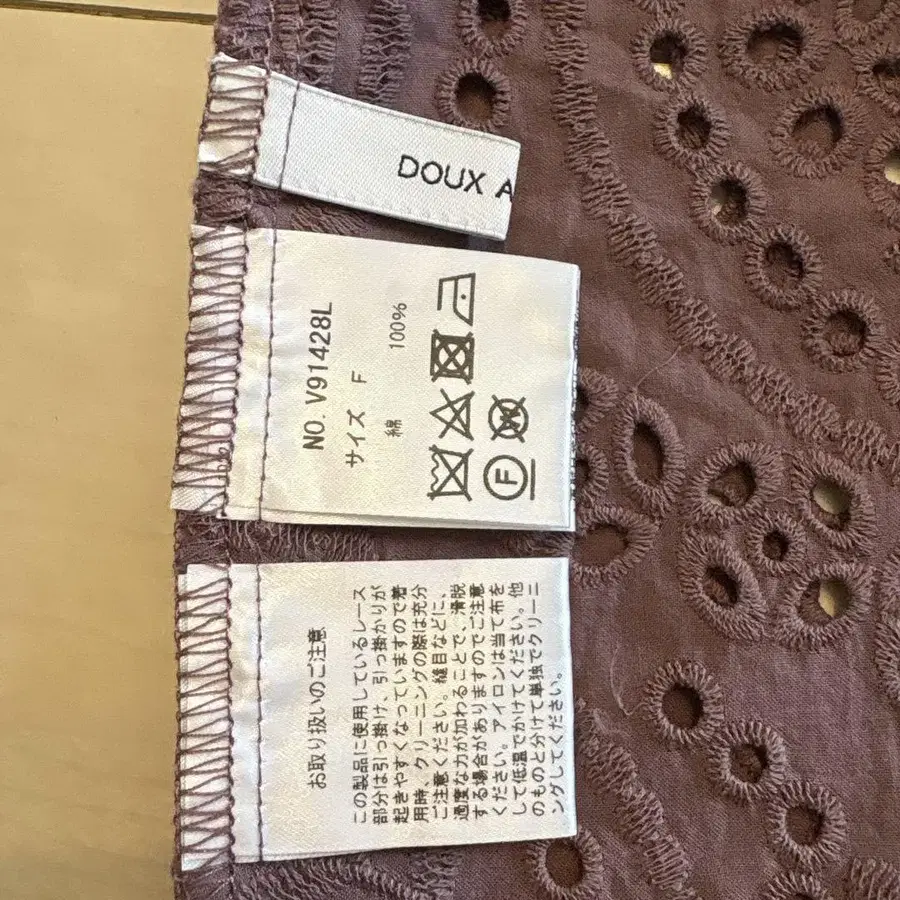 DOUX A
NO. V91428L
サイズ F
綿 100%
F
W
お取り扱いのご注意
この製品に使用しているレース
部分は引っ掛け、引っ掛かりが
起きやすくなっていますので着
用時、クリーニングの際は充分
ご注意ください。縫目などに、
過度な力が加わることで、滑脱
する場合がありますのでご注意
ください。アイロンは当て布を
して低温でかけてください。他
のものと分けて単独でクリーニ
ングしてください。